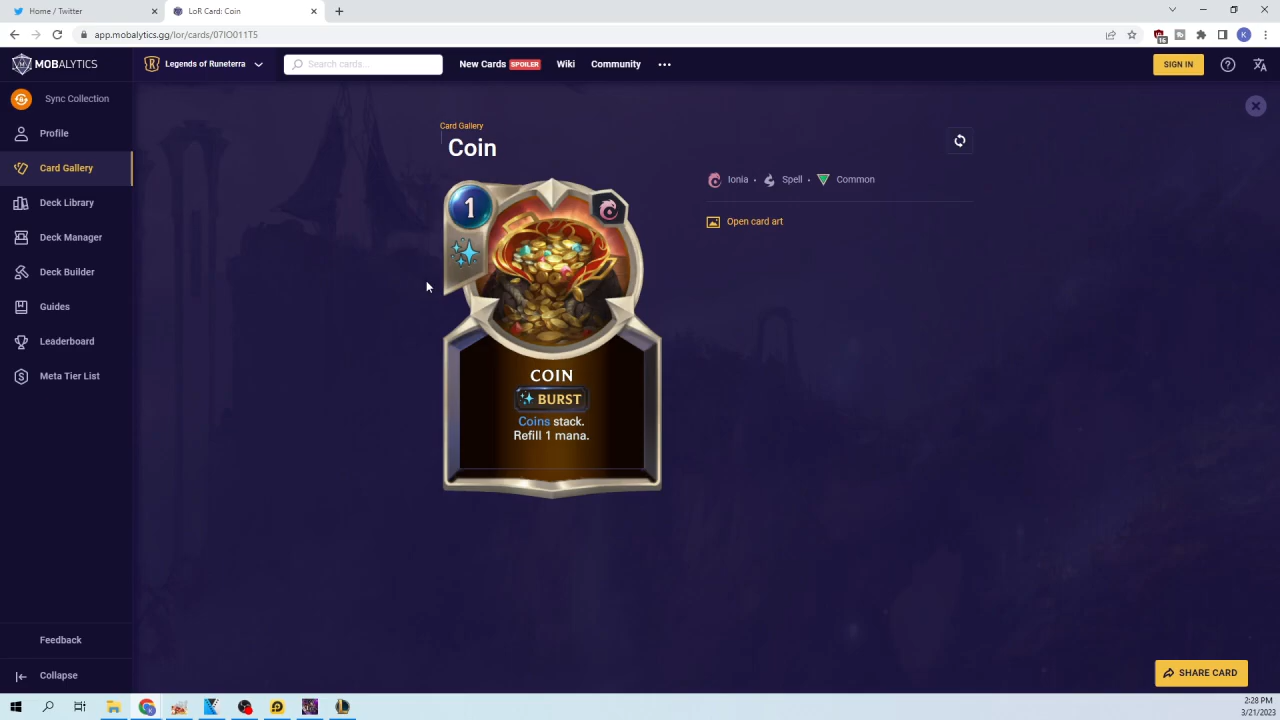 Home / Twitter
LoR Card: Coin
app.mobalytics.gg/lor/cards/07IO011T5
15
K
MOBALYTICS
Legends of Runeterra
Search cards...
New Cards SPOILER
Wiki
Community
SIGN IN
Sync Collection
Profile
Card Gallery
Deck Library
Deck Manager
Deck Builder
Guides
Leaderboard
Meta Tier List
Feedback
Collapse
Card Gallery
Coin
1
COIN
BURST
Coins stack.
Refill 1 mana.
Ionia • Spell • Common
Open card art
SHARE CARD
2:28 PM
3/21/2023